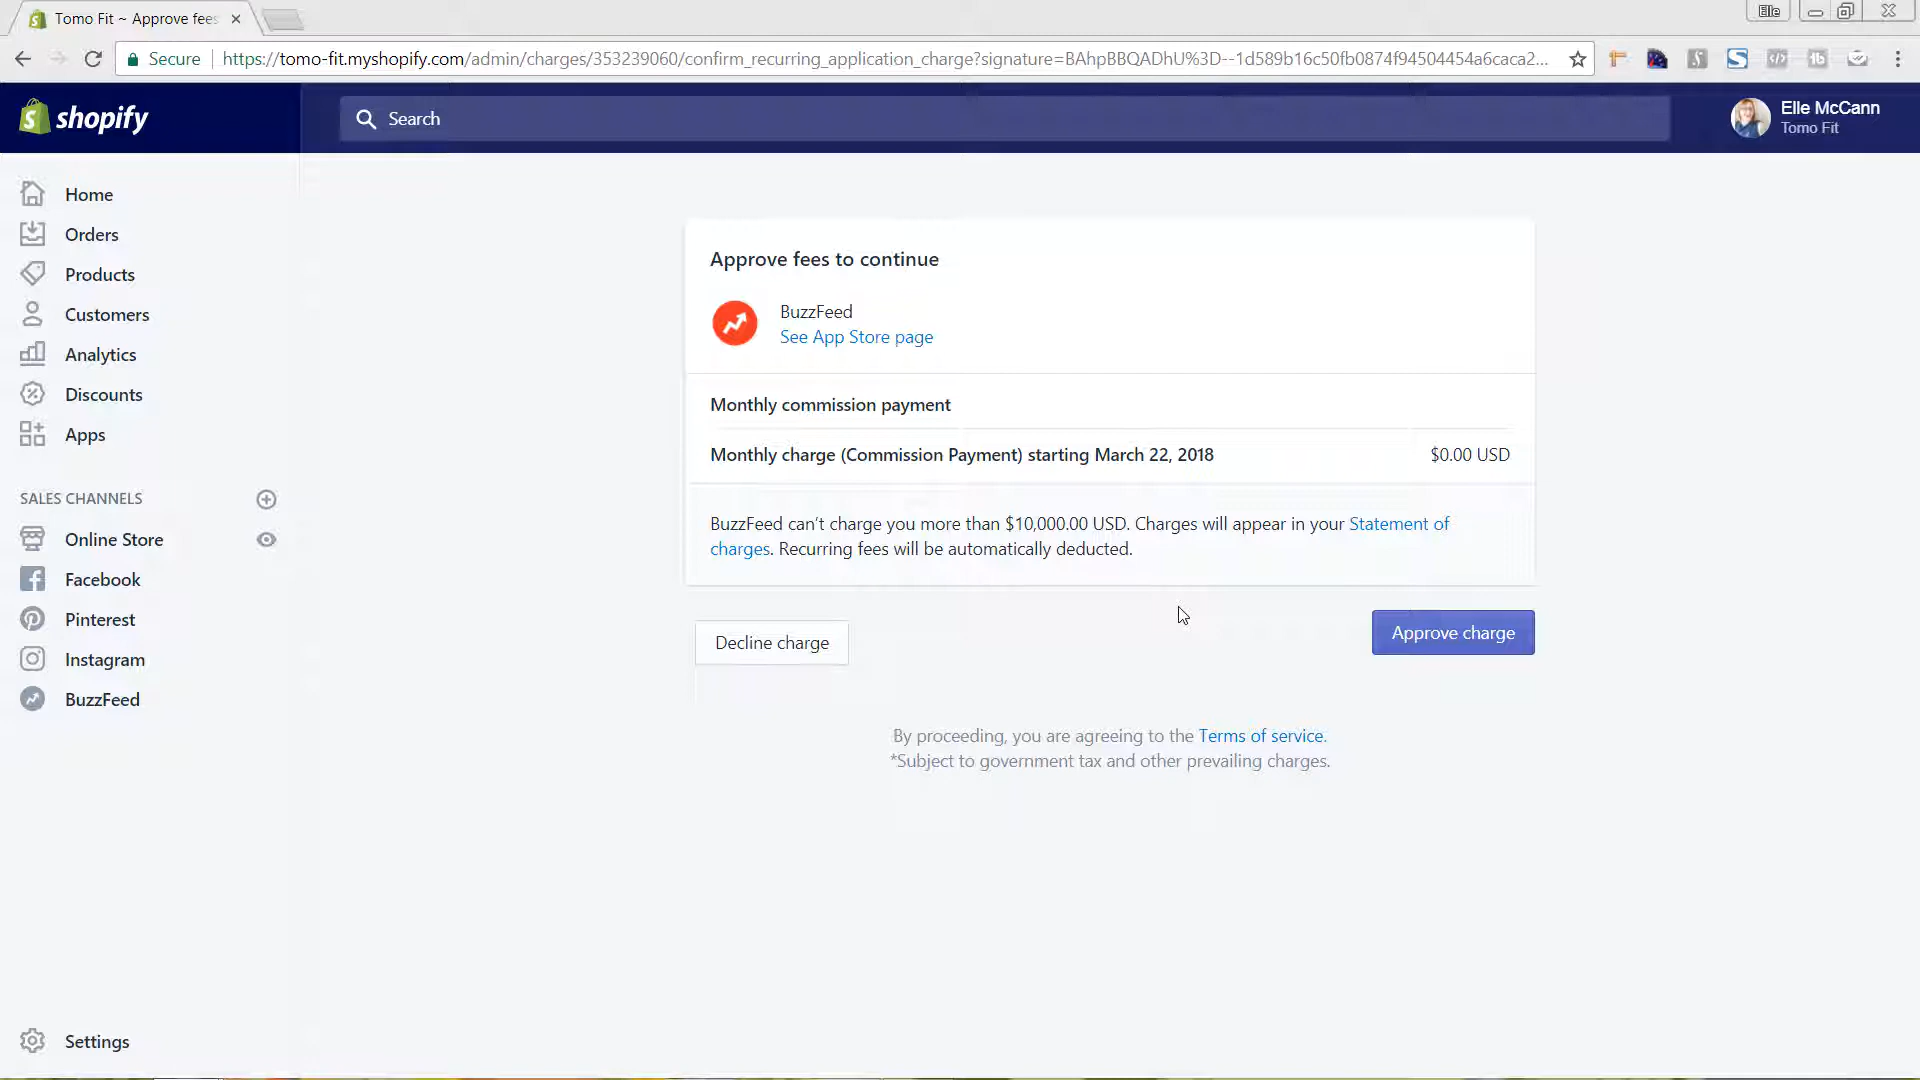 Tomo Fit ~ Approve fees
Elle
Secure
https://tomo-fit.myshopify.com/admin/charges/353239060/confirm_recurring_application_charge?signature=BAhpBBQADhU%3D--1d589b16c50fb0874f94504454a6caca2...
shopify
Search
Elle McCann
Tomo Fit
Home
Orders
Products
Customers
Analytics
Discounts
Apps
SALES CHANNELS
Online Store
Facebook
Pinterest
Instagram
BuzzFeed
Settings
Approve fees to continue
BuzzFeed
See App Store page
Monthly commission payment
Monthly charge (Commission Payment) starting March 22, 2018 $0.00 USD
BuzzFeed can't charge you more than $10,000.00 USD. Charges will appear in your Statement of
charges. Recurring fees will be automatically deducted.
Decline charge
Approve charge
By proceeding, you are agreeing to the Terms of service.
*Subject to government tax and other prevailing charges.